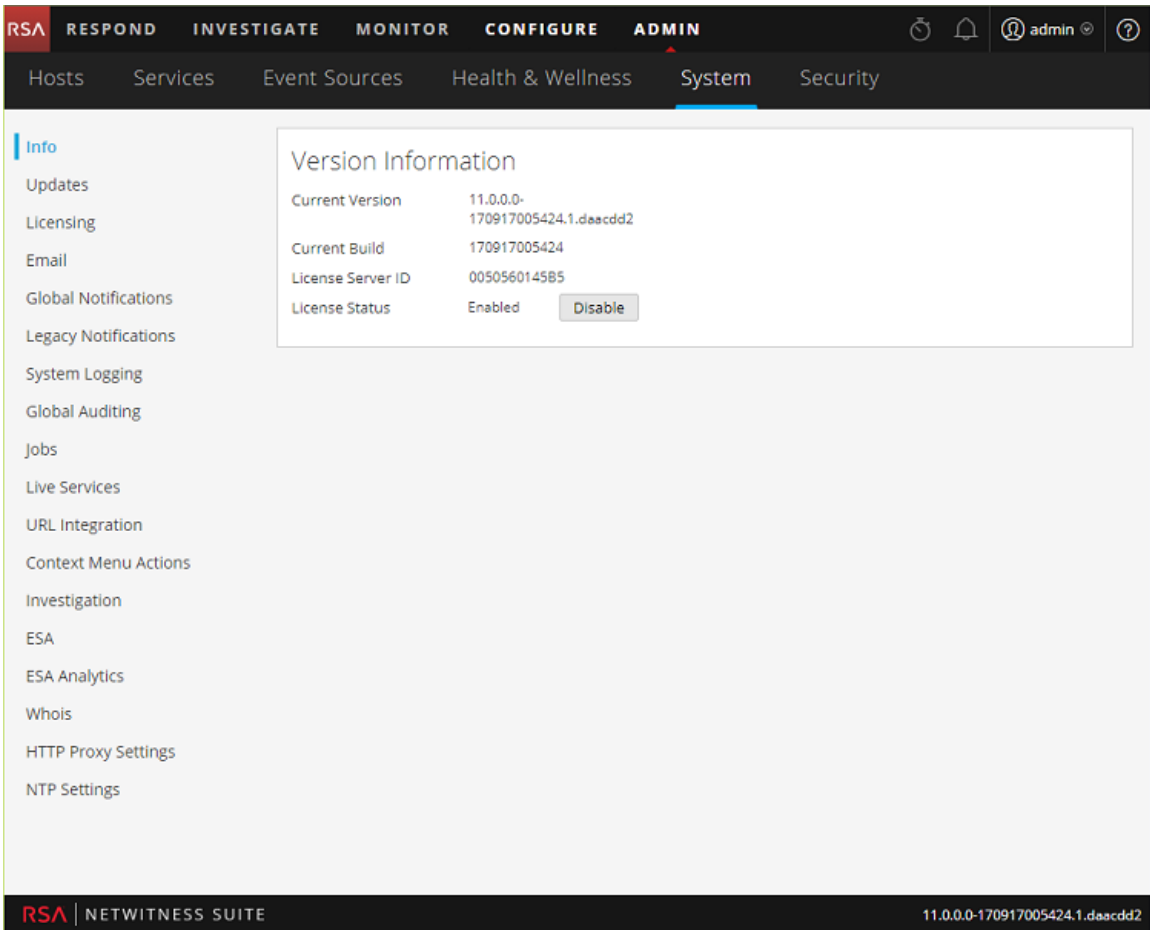 RSA RESPOND INVESTIGATE MONITOR CONFIGURE ADMIN admin ?
Hosts Services Event Sources Health & Wellness System Security
Info
Updates
Licensing
Email
Global Notifications
Legacy Notifications
System Logging
Global Auditing
Jobs
Live Services
URL Integration
Context Menu Actions
Investigation
ESA
ESA Analytics
Whois
HTTP Proxy Settings
NTP Settings
Version Information
Current Version 11.0.0.0-
170917005424.1.daacdd2
Current Build 170917005424
License Server ID 0050560145B5
License Status Enabled Disable
RSA NETWITNESS SUITE 11.0.0.0-170917005424.1.daacdd2